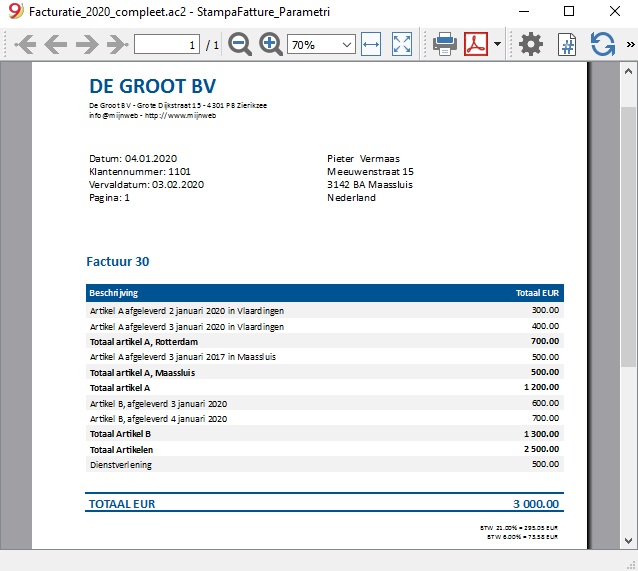 Facturatie_2020_compleet.ac2 - StampaFatture_Parametri
1 / 1 70% »
DE GROOT BV
De Groot BV - Grote Dijkstraat 15 - 4301 PB Zierikzee
info@mijnweb - http://www.mijnweb
Datum: 04.01.2020
Klantennummer: 1101
Vervaldatum: 03.02.2020
Pagina: 1
Pieter Vermaas
Meeuwenstraat 15
3142 BA Maassluis
Nederland
Factuur 30
Beschrijving Totaal EUR
Artikel A afgeleverd 2 januari 2020 in Vlaardingen 300.00
Artikel A afgeleverd 3 januari 2020 in Vlaardingen 400.00
Totaal artikel A, Rotterdam 700.00
Artikel A afgeleverd 3 januari 2017 in Maassluis 500.00
Totaal artikel A, Maassluis 500.00
Totaal artikel A 1 200.00
Artikel B, afgeleverd 3 januari 2020 600.00
Artikel B, afgeleverd 4 januari 2020 700.00
Totaal Artikel B 1 300.00
Totaal Artikelen 2 500.00
Dienstverlening 500.00
TOTAAL EUR 3 000.00
BTW 21.00% = 295.05 EUR
BTW 6.00% = 73.58 EUR